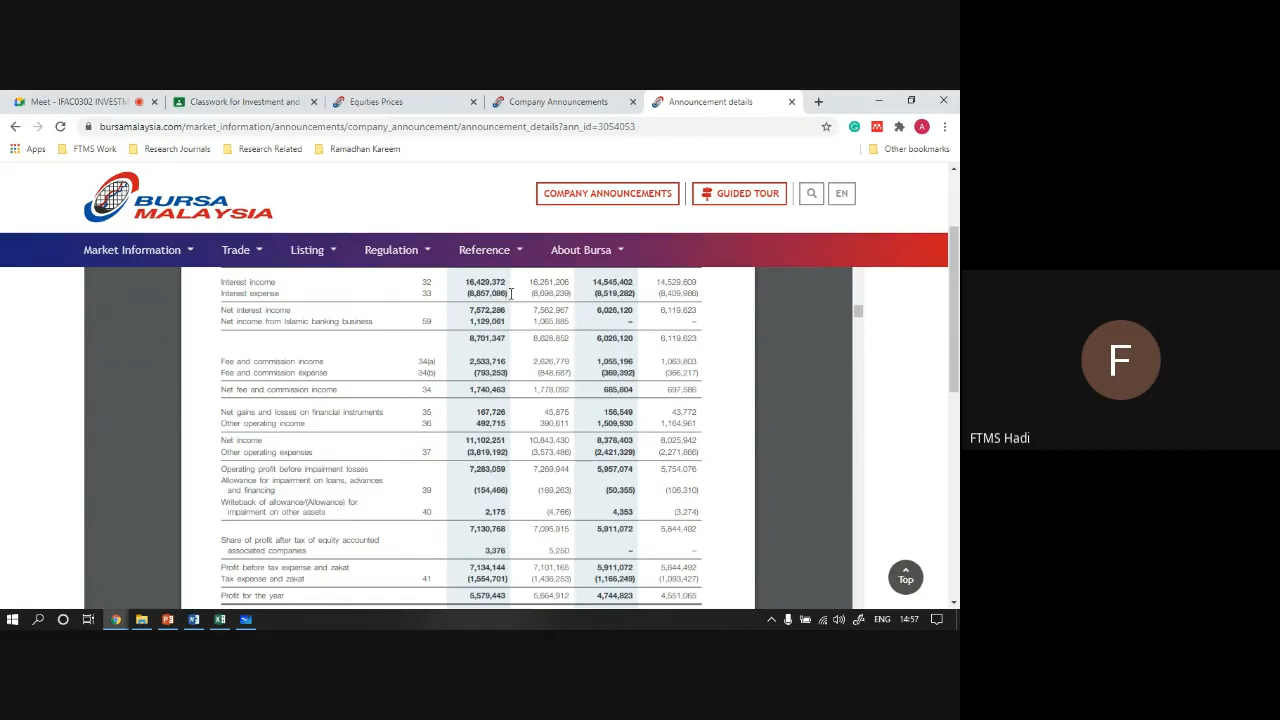 Meet - IFAC0302 INVESTM
Classwork for Investment and
Equities Prices
Company Announcements
Announcement details
bursamalaysia.com/market_information/announcements/company_announcement/announcement_details?ann_id=3054053
A
Apps FTMS Work Research Journals Research Related Ramadhan Kareem Other bookmarks
BURSA
MALAYSIA
COMPANY ANNOUNCEMENTS GUIDED TOUR EN
Market Information Trade Listing Regulation Reference About Bursa
Interest income 32 16,429,372 16,261,206 14,545,402 14,529,609
Interest expense 33 (8,857,086) (8,698,239) (8,519,282) (8,409,986)
Net interest income 7,572,286 7,562,967 6,026,120 6,119,623
Net income from Islamic banking business 59 1,129,061 1,065,885 – –
8,701,347 8,628,852 6,026,120 6,119,623
Fee and commission income 34(a) 2,533,716 2,626,779 1,055,196 1,063,803
Fee and commission expense 34(b) (793,253) (848,687) (369,392) (366,217)
Net fee and commission income 34 1,740,463 1,778,092 685,804 697,586
Net gains and losses on financial instruments 35 167,726 45,875 156,549 43,772
Other operating income 36 492,715 390,611 1,509,930 1,164,961
Net income 11,102,251 10,843,430 8,378,403 8,025,942
Other operating expenses 37 (3,819,192) (3,573,486) (2,421,329) (2,271,866)
Operating profit before impairment losses 7,283,059 7,269,944 5,957,074 5,754,076
Allowance for impairment on loans, advances
and financing 39 (154,466) (169,263) (50,355) (106,310)
Writeback of allowance/(Allowance) for
impairment on other assets 40 2,175 (4,766) 4,353 (3,274)
7,130,768 7,095,915 5,911,072 5,644,492
Share of profit after tax of equity accounted
associated companies 3,376 5,250 – –
Profit before tax expense and zakat 7,134,144 7,101,165 5,911,072 5,644,492
Tax expense and zakat 41 (1,554,701) (1,436,253) (1,166,249) (1,093,427)
Profit for the year 5,579,443 5,664,912 4,744,823 4,551,065
Top
F
FTMS Hadi
ENG 14:57